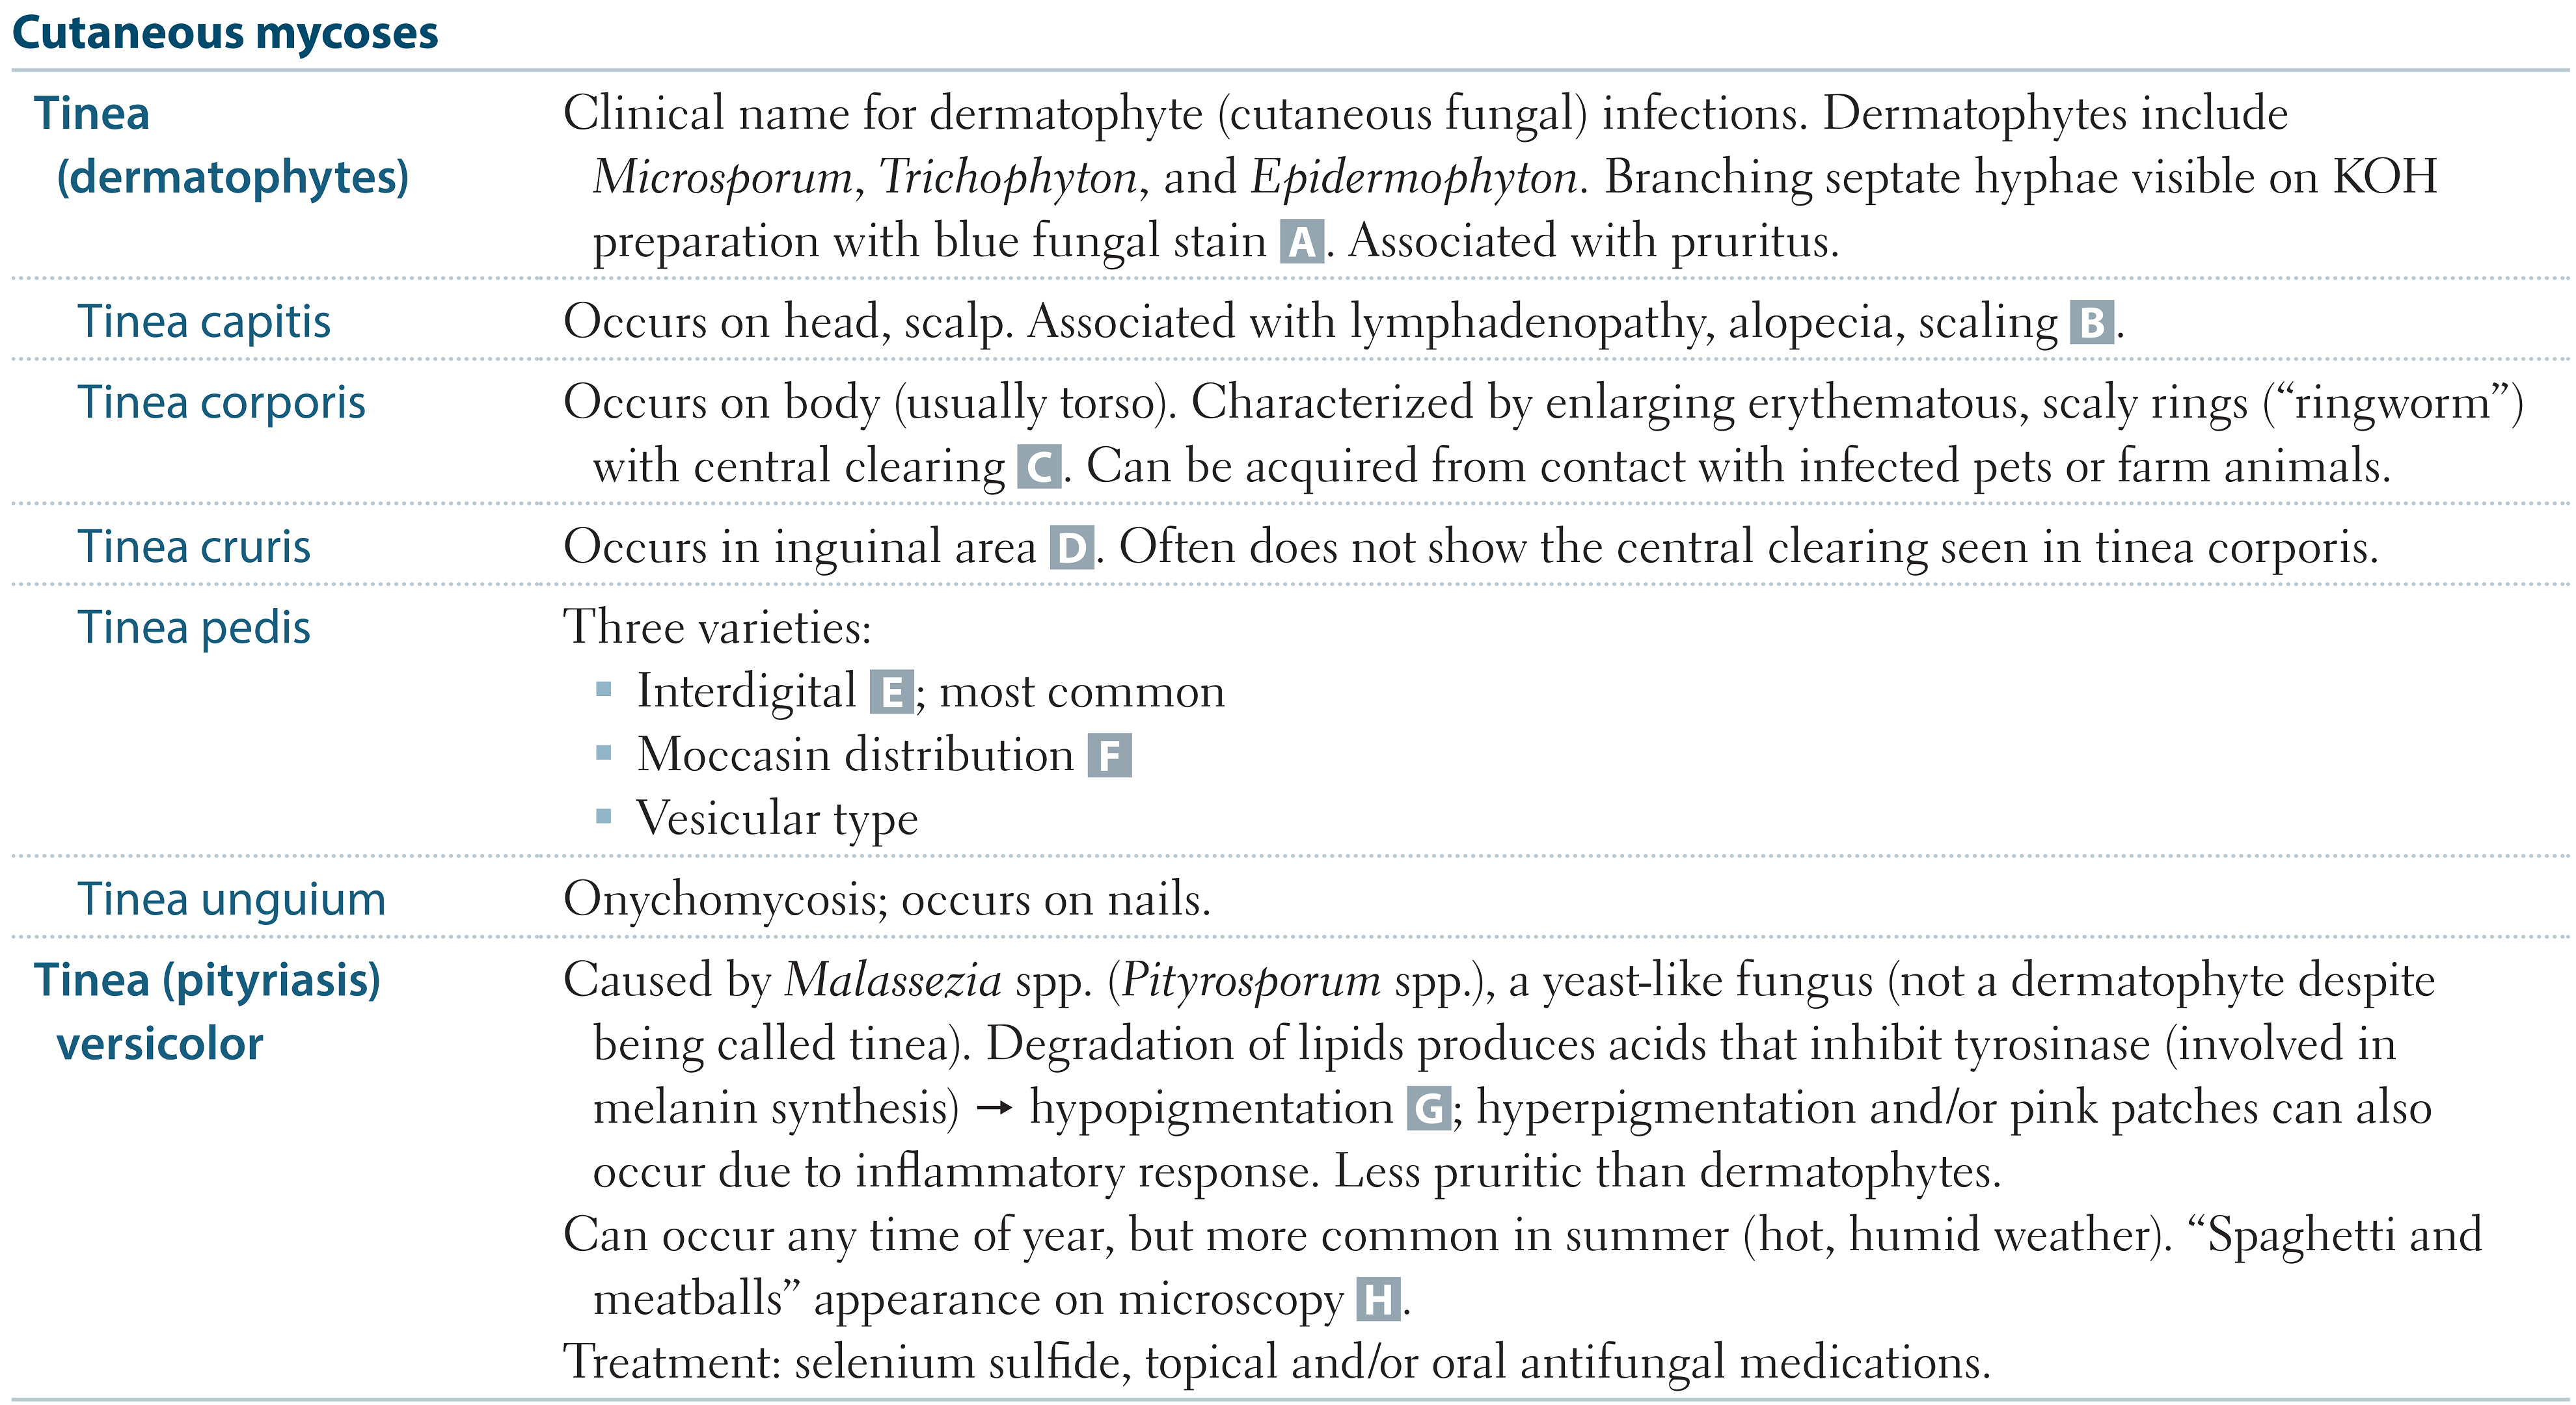 Cutaneous mycoses
Tinea
(dermatophytes)
Clinical name for dermatophyte (cutaneous fungal) infections. Dermatophytes include
Microsporum, Trichophyton, and Epidermophyton. Branching septate hyphae visible on KOH
preparation with blue fungal stain A. Associated with pruritus.
Tinea capitis
Occurs on head, scalp. Associated with lymphadenopathy, alopecia, scaling B.
Tinea corporis
Occurs on body (usually torso). Characterized by enlarging erythematous, scaly rings (“ringworm”)
with central clearing C. Can be acquired from contact with infected pets or farm animals.
Tinea cruris
Occurs in inguinal area D. Often does not show the central clearing seen in tinea corporis.
Tinea pedis
Three varieties:
▪ Interdigital E; most common
▪ Moccasin distribution F
▪ Vesicular type
Tinea unguium
Onychomycosis; occurs on nails.
Tinea (pityriasis)
versicolor
Caused by Malassezia spp. (Pityrosporum spp.), a yeast-like fungus (not a dermatophyte despite
being called tinea). Degradation of lipids produces acids that inhibit tyrosinase (involved in
melanin synthesis) → hypopigmentation G; hyperpigmentation and/or pink patches can also
occur due to inflammatory response. Less pruritic than dermatophytes.
Can occur any time of year, but more common in summer (hot, humid weather). “Spaghetti and
meatballs” appearance on microscopy H.
Treatment: selenium sulfide, topical and/or oral antifungal medications.